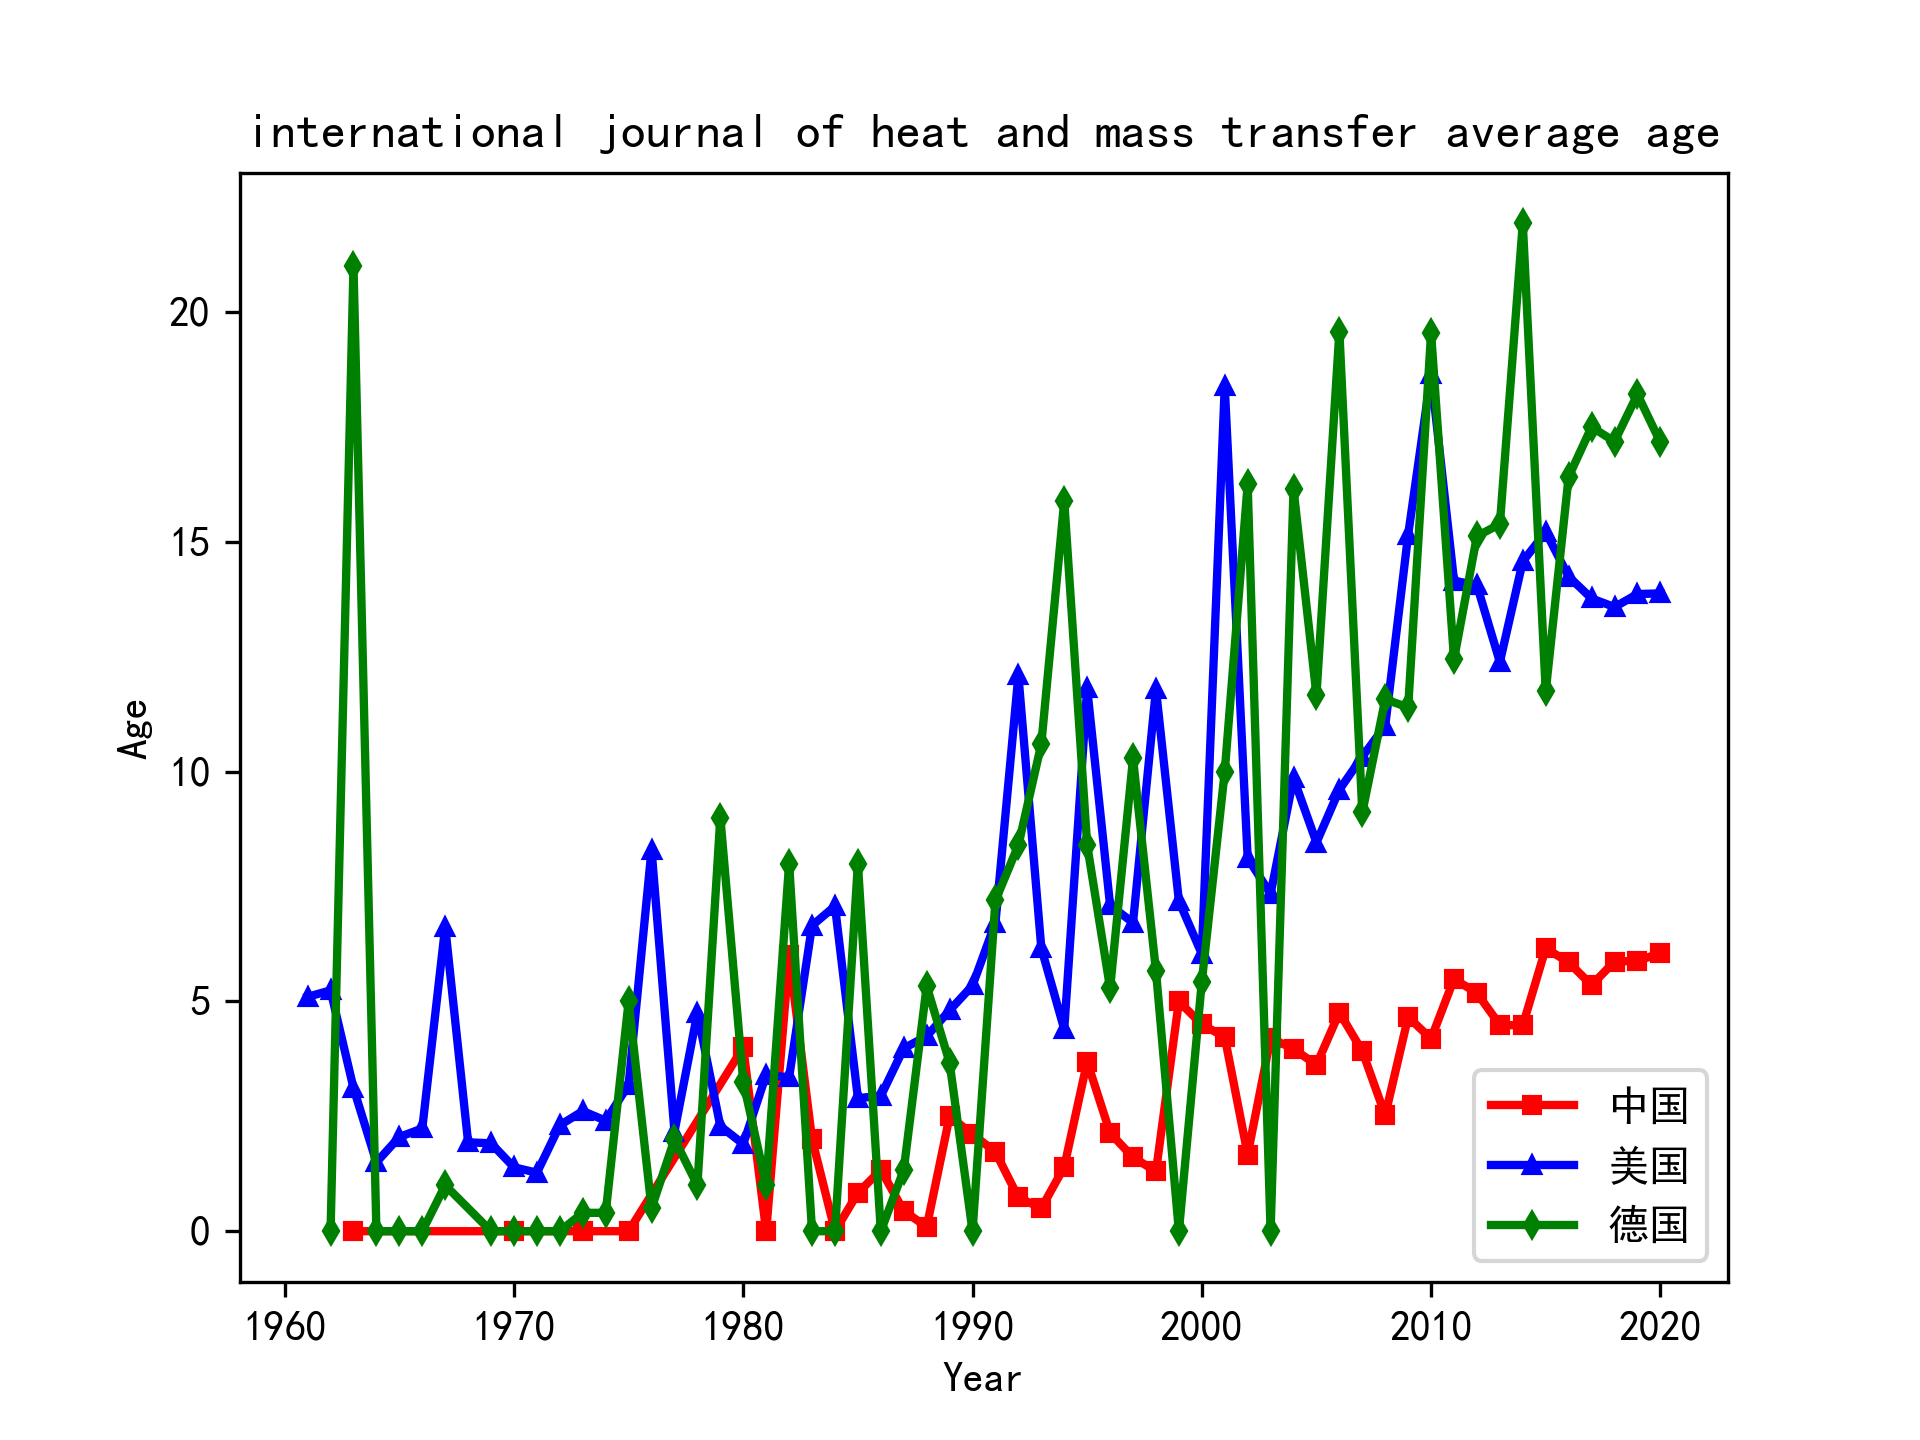 international journal of heat and mass transfer average age
Age
20
15
10
5
0
中国
美国
德国
1960 1970 1980 1990 2000 2010 2020
Year